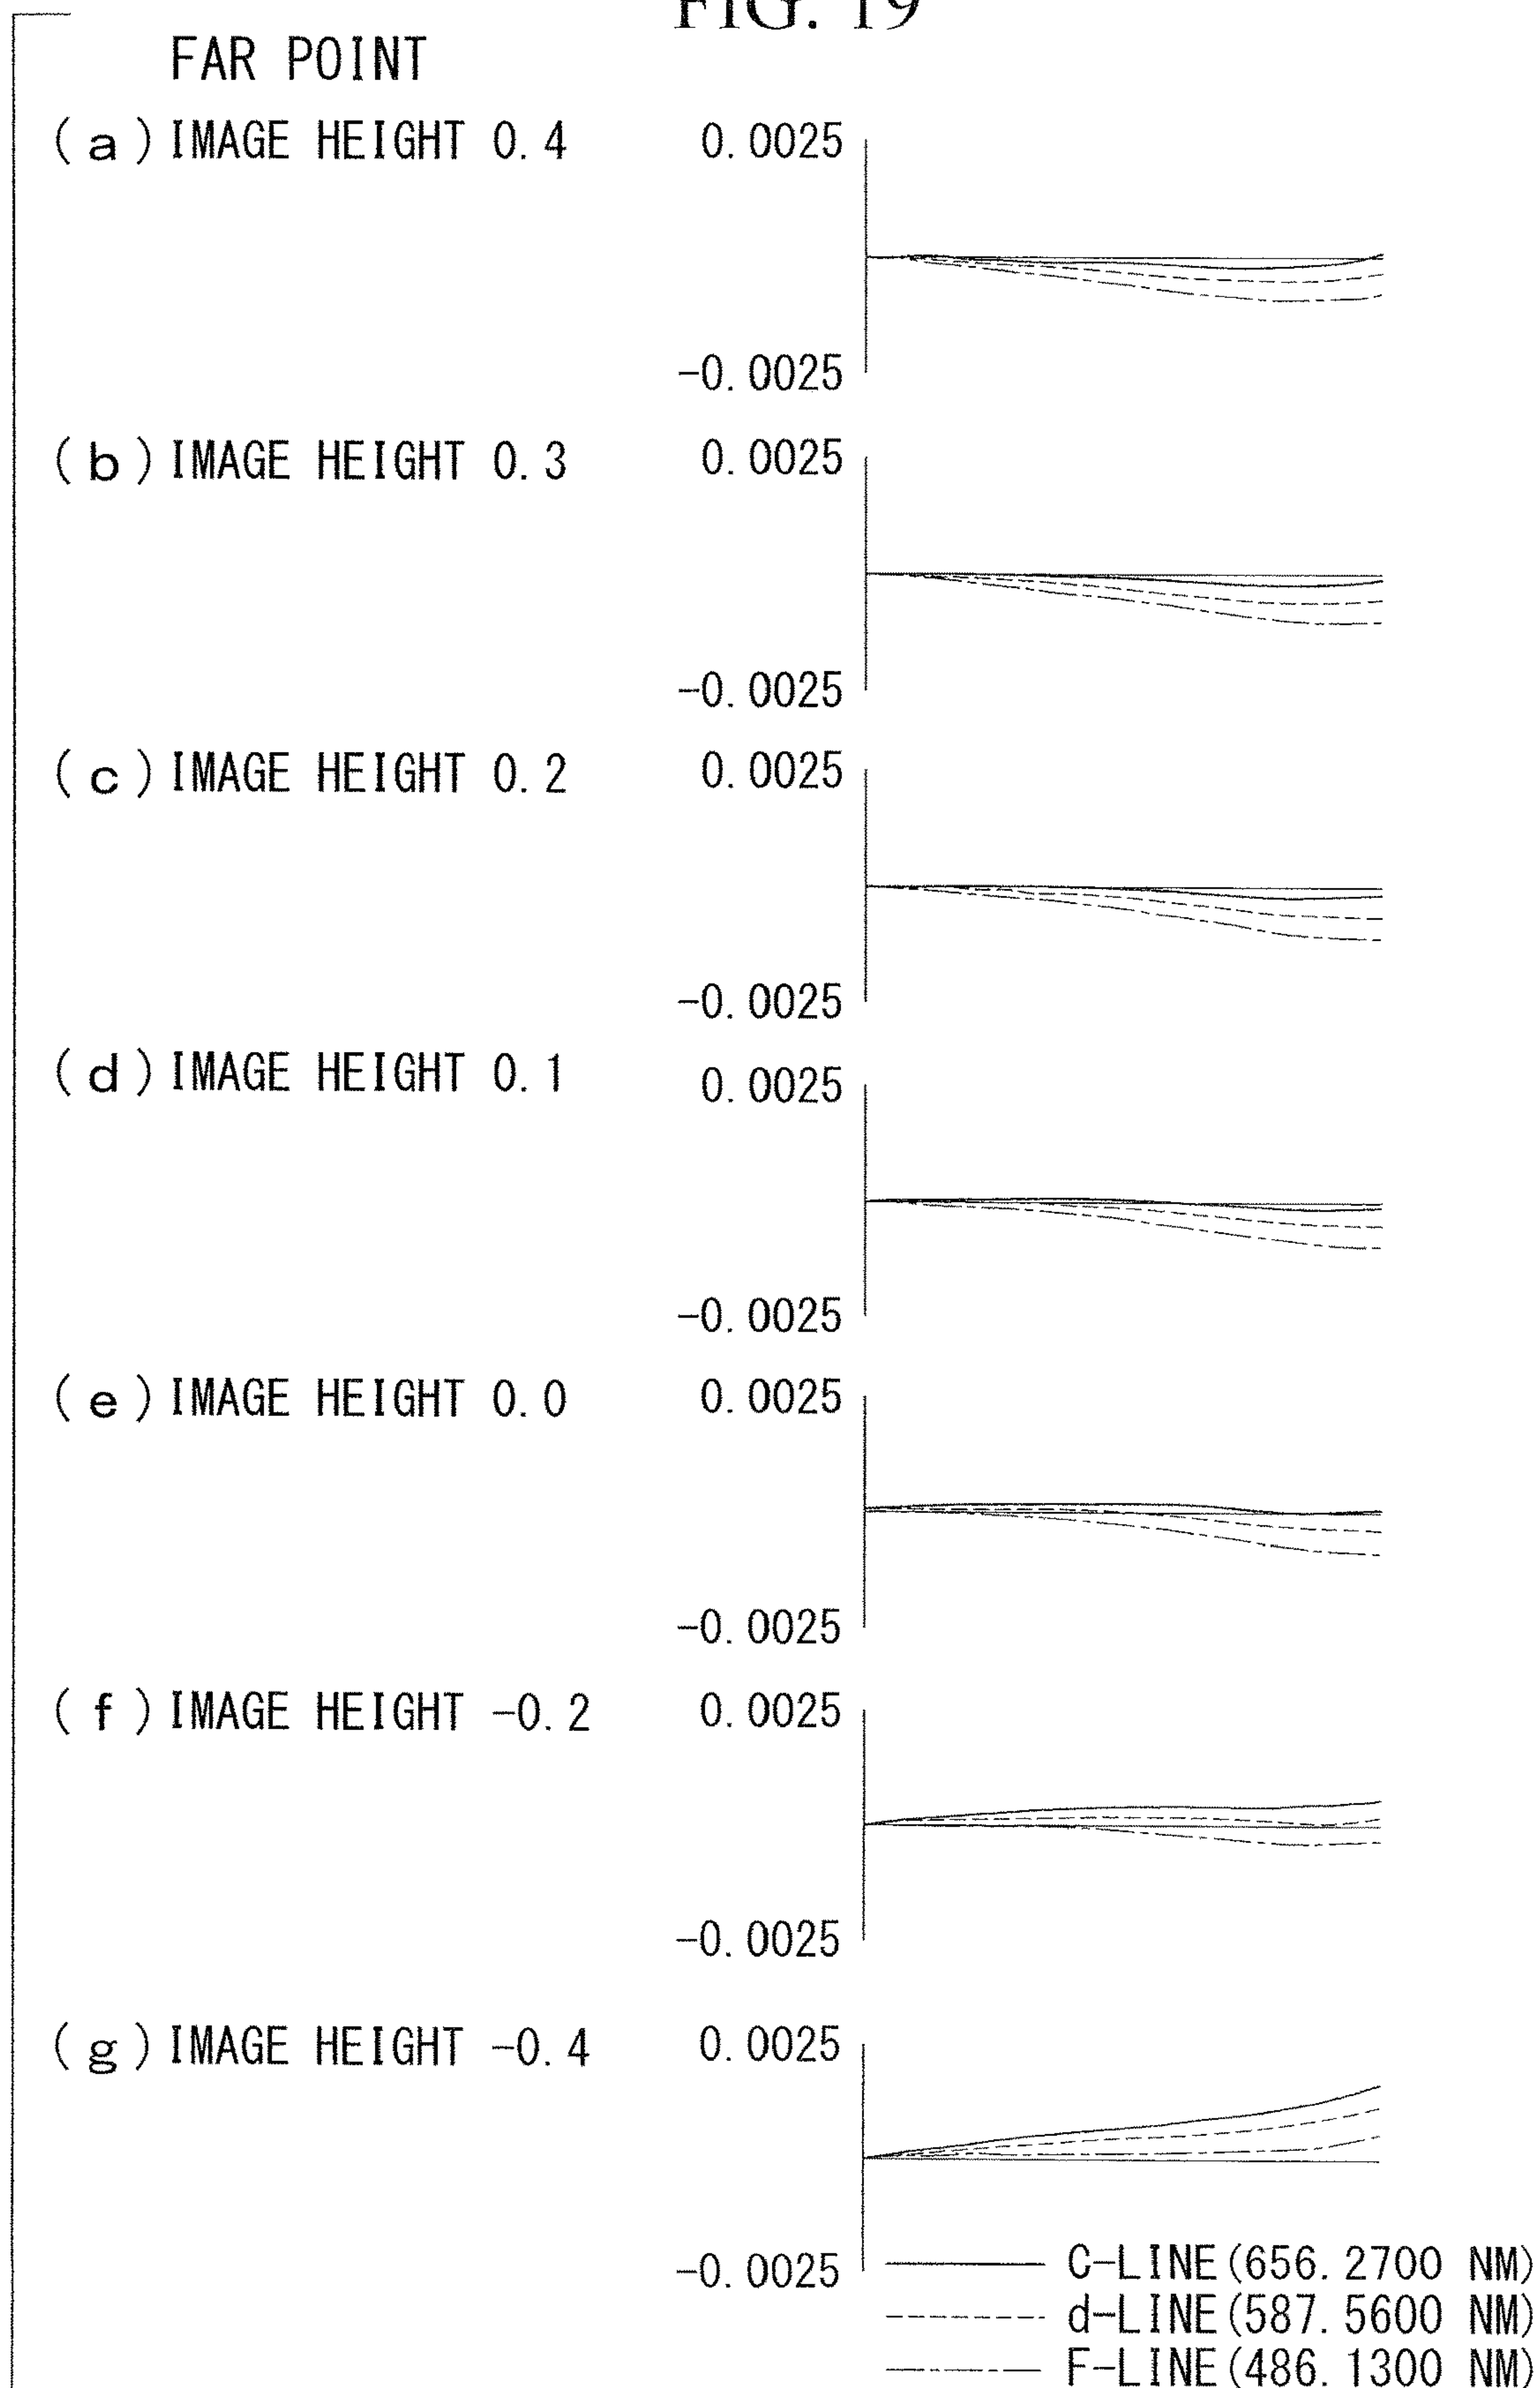 FIG. 19
FAR POINT
(a) IMAGE HEIGHT 0.4
0.0025
-0.0025
(b) IMAGE HEIGHT 0.3
0.0025
-0.0025
(c) IMAGE HEIGHT 0.2
0.0025
-0.0025
(d) IMAGE HEIGHT 0.1
0.0025
-0.0025
(e) IMAGE HEIGHT 0.0
0.0025
-0.0025
(f) IMAGE HEIGHT -0.2
0.0025
-0.0025
(g) IMAGE HEIGHT -0.4
0.0025
-0.0025
C-LINE(656.2700 NM)
d-LINE(587.5600 NM)
F-LINE(486.1300 NM)